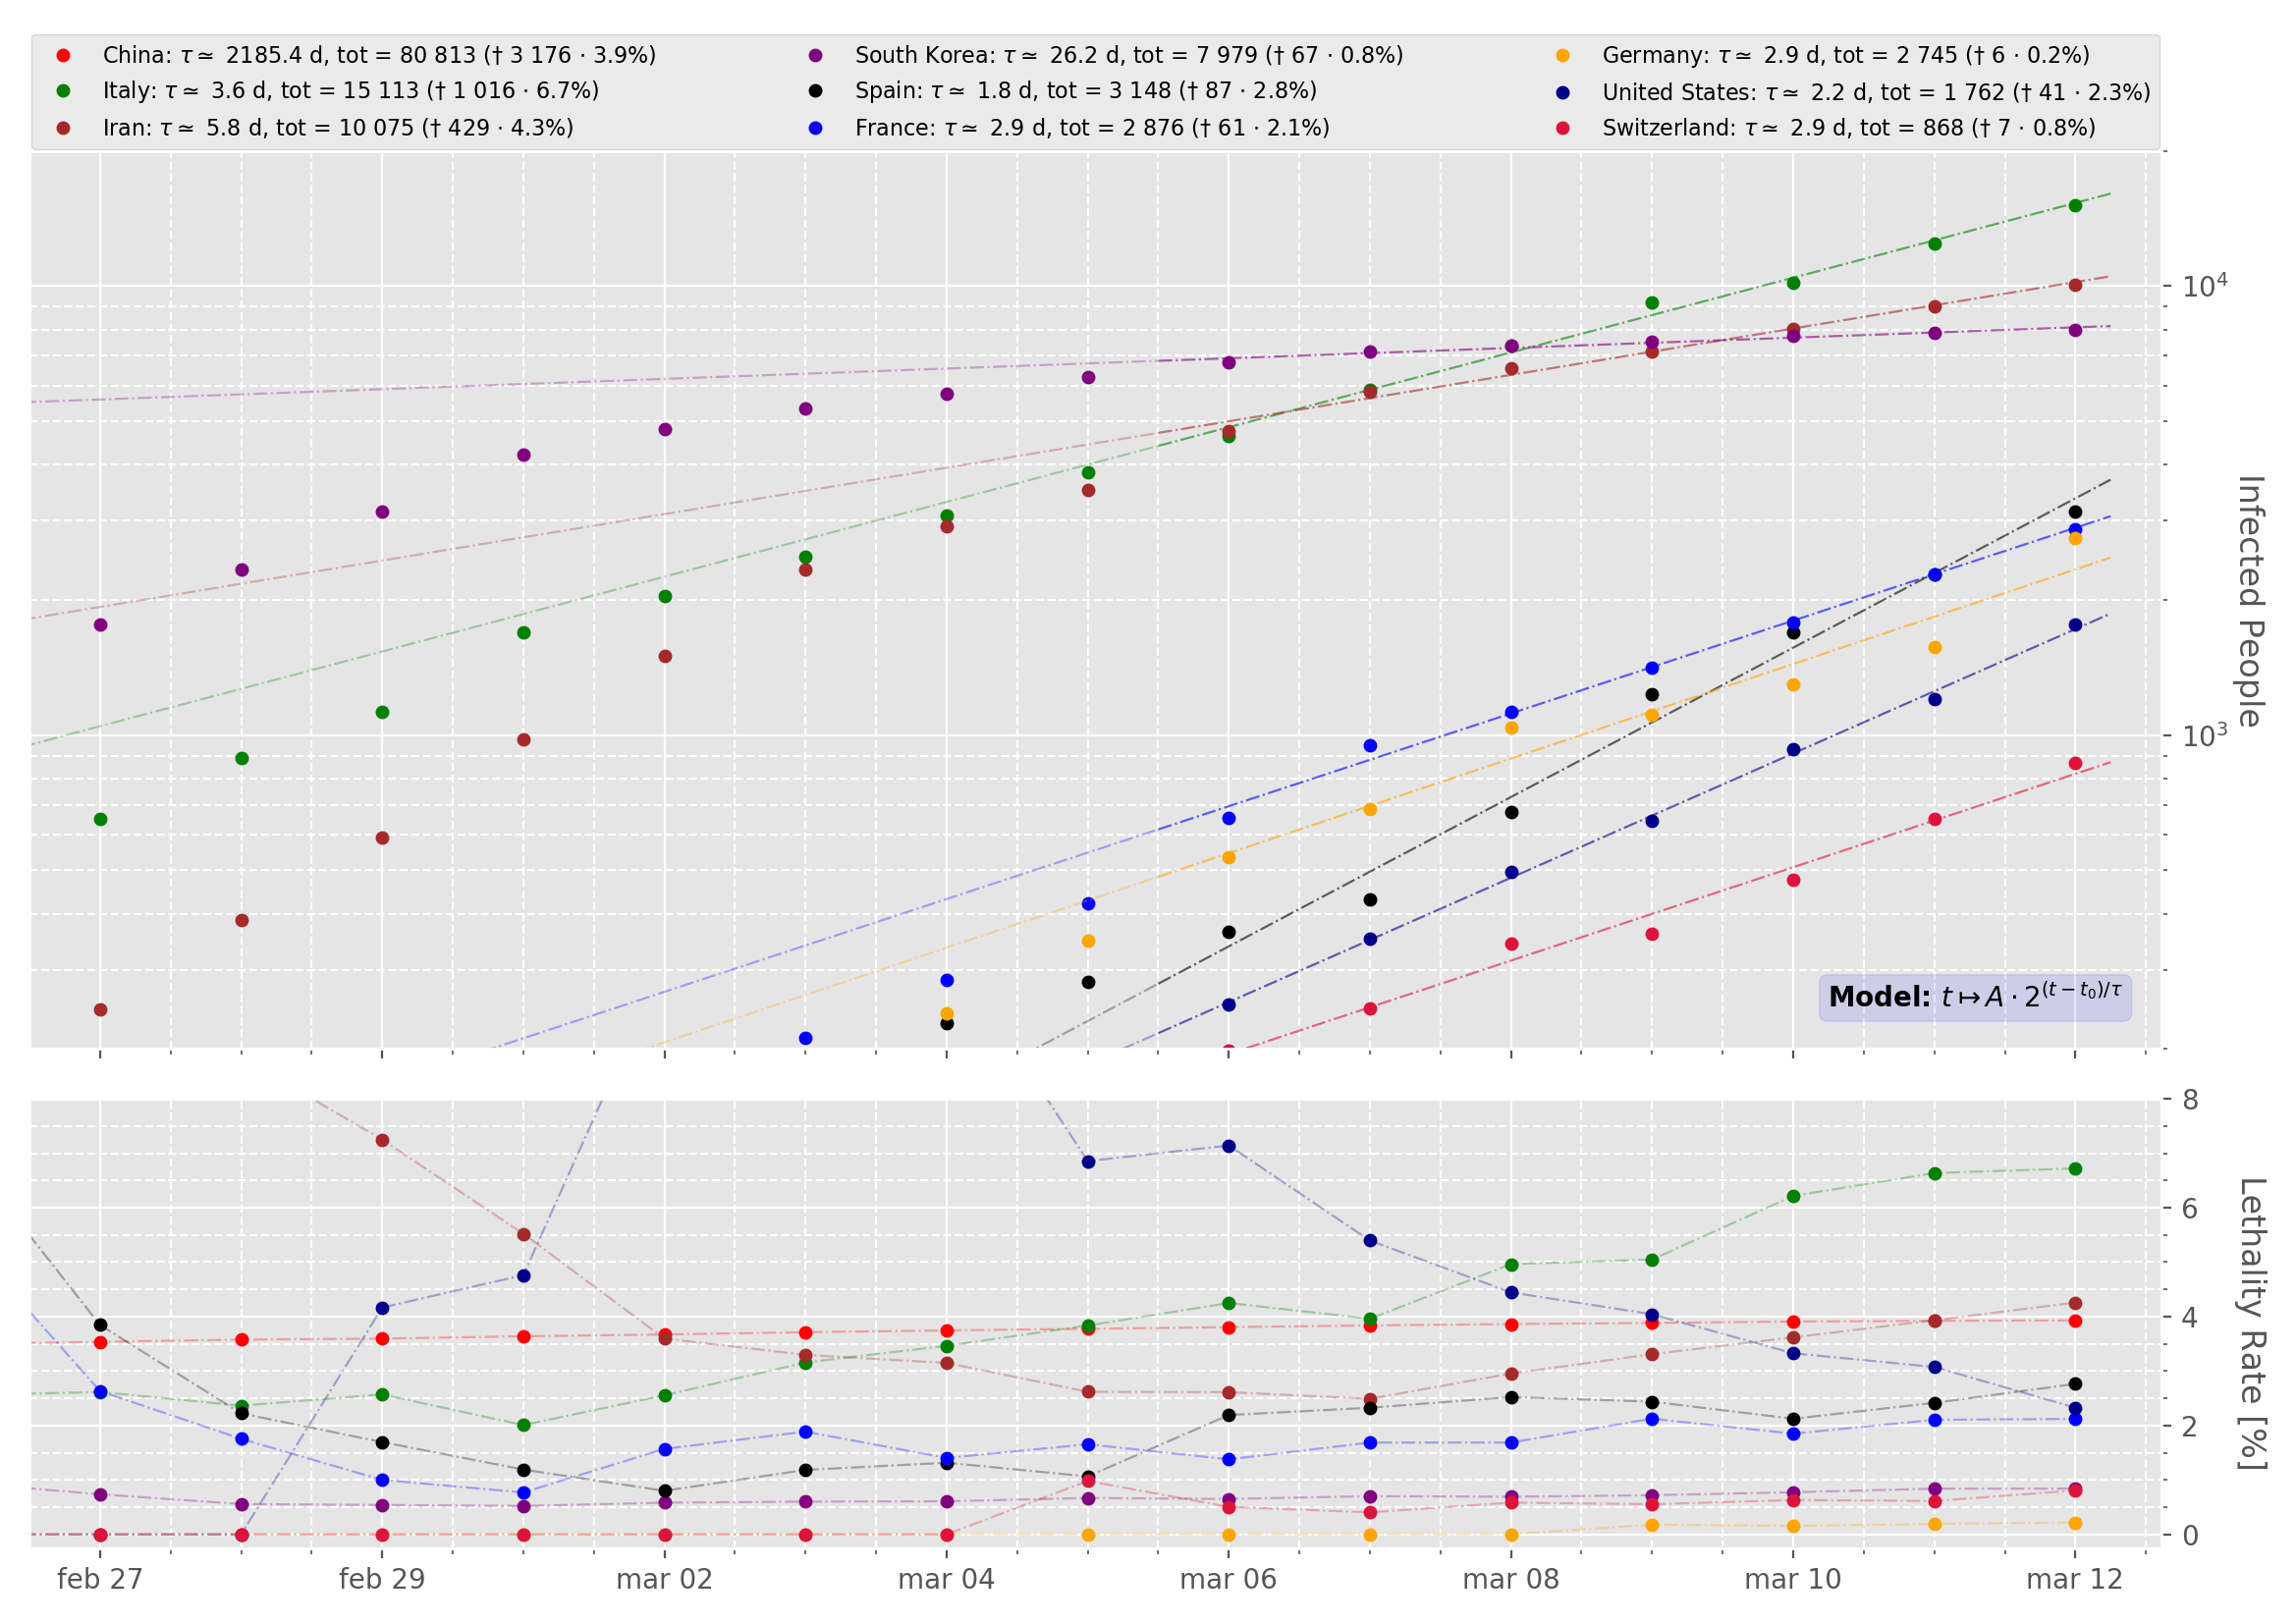 China: τ ≃ 2185.4 d, tot = 80 813 († 3 176 · 3.9%)
Italy: τ ≃ 3.6 d, tot = 15 113 († 1 016 · 6.7%)
Iran: τ ≃ 5.8 d, tot = 10 075 († 429 · 4.3%)
South Korea: τ ≃ 26.2 d, tot = 7 979 († 67 · 0.8%)
Spain: τ ≃ 1.8 d, tot = 3 148 († 87 · 2.8%)
France: τ ≃ 2.9 d, tot = 2 876 († 61 · 2.1%)
Germany: τ ≃ 2.9 d, tot = 2 745 († 6 · 0.2%)
United States: τ ≃ 2.2 d, tot = 1 762 († 41 · 2.3%)
Switzerland: τ ≃ 2.9 d, tot = 868 († 7 · 0.8%)
10⁴
10³
Infected People
Model: t ↦ A · 2^{(t − t₀)/τ}
8
6
4
2
0
Lethality Rate [%]
feb 27
feb 29
mar 02
mar 04
mar 06
mar 08
mar 10
mar 12